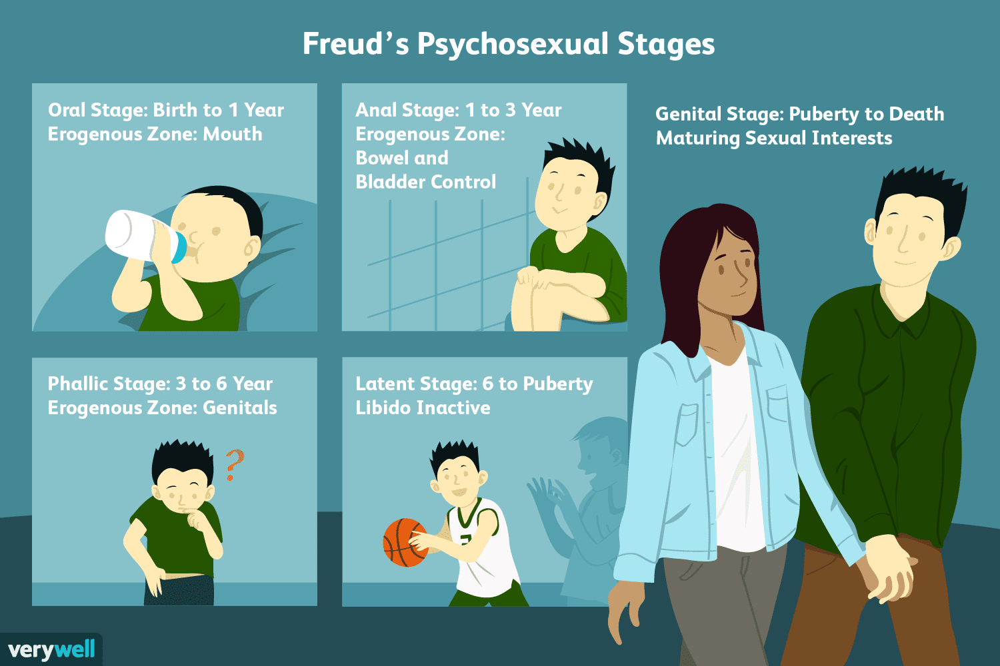 Freud's Psychosexual Stages
Oral Stage: Birth to 1 Year
Erogenous Zone: Mouth
Anal Stage: 1 to 3 Year
Erogenous Zone:
Bowel and
Bladder Control
Genital Stage: Puberty to Death
Maturing Sexual Interests
Phallic Stage: 3 to 6 Year
Erogenous Zone: Genitals
?
Latent Stage: 6 to Puberty
Libido Inactive
verywell